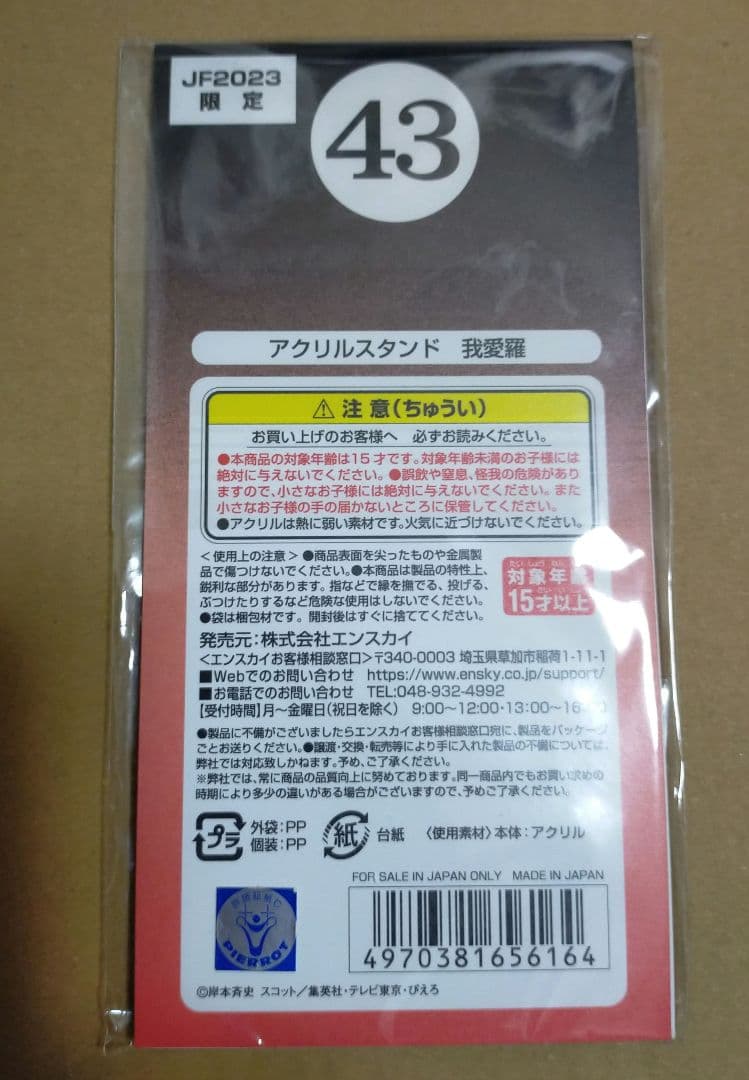 JF2023
限 定
43
アクリルスタンド 我愛羅
⚠ 注 意(ちゅうい)
お買い上げのお客様へ 必ずお読みください。
●本商品の対象年齢は15才です。対象年齢未満のお子様には
絶対に与えないでください。●誤飲や窒息、怪我の危険があり
ますので、小さなお子様には絶対に与えないでください。また
小さなお子様の手の届かないところに保管してください。
●アクリルは熱に弱い素材です。火気に近づけないでください。
<使用上の注意>●商品表面を尖ったものや金属製
品で傷つけないでください。●本商品は製品の特性上、
鋭利な部分があります。指などで縁を撫でる、投げる、
ぶつけたりするなど危険な使用はしないでください。
●袋は梱包材です。開封後はすぐに捨ててください。
対象年齢
15才以上
発売元:株式会社エンスカイ
<エンスカイお客様相談窓口>〒340-0003 埼玉県草加市稲荷1-11-1
■Webでのお問い合わせ https://www.ensky.co.jp/support/
■お電話でのお問い合わせ TEL:048-932-4992
【受付時間】月〜金曜日(祝日を除く) 9:00〜12:00・13:00〜16:
●製品に不備がございましたらエンスカイお客様相談窓口宛に、製品をパッケージ
ごとお送りください。●譲渡・交換・転売等により手に入れた製品の不備については、
弊社では対応致しかねます。予め、ご了承ください。
※弊社では、常に商品の品質向上に努めております。同一商品内でもお買い求めの
時期により多少の違いがある場合がございますので、予めご了承ください。
プラ
外袋:PP
個装:PP
紙
台紙
〈使用素材〉本体:アクリル
FOR SALE IN JAPAN ONLY MADE IN JAPAN
PIERROT
4970381656164
©岸本斉史 スコット/集英社・テレビ東京・ぴえろ